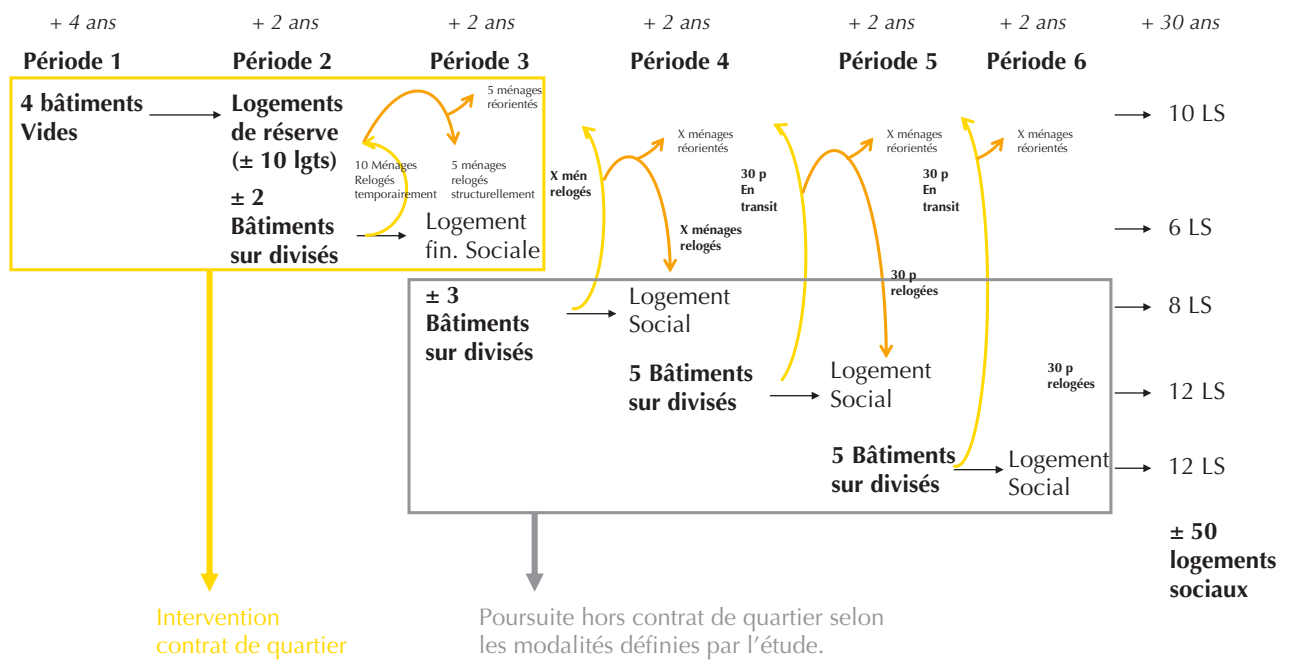 + 4 ans
+ 2 ans
+ 2 ans
+ 2 ans
+ 2 ans
+ 2 ans
+ 30 ans
Période 1
Période 2
Période 3
Période 4
Période 5
Période 6
4 bâtiments
Vides
Logements
de réserve
(± 10 lgts)
5 ménages
réorientés
10 Ménages
Relogés
temporairement
5 ménages
relogés
structurellement
X mén
relogés
X ménages
réorientés
30 p
En
transit
X ménages
réorientés
30 p
En
transit
X ménages
réorientés
10 LS
± 2
Bâtiments
sur divisés
Logement
fin. Sociale
X ménages
relogés
6 LS
± 3
Bâtiments
sur divisés
Logement
Social
30 p
relogées
8 LS
5 Bâtiments
sur divisés
Logement
Social
30 p
relogées
12 LS
5 Bâtiments
sur divisés
Logement
Social
12 LS
± 50
logements
sociaux
Intervention
contrat de quartier
Poursuite hors contrat de quartier selon
les modalités définies par l'étude.